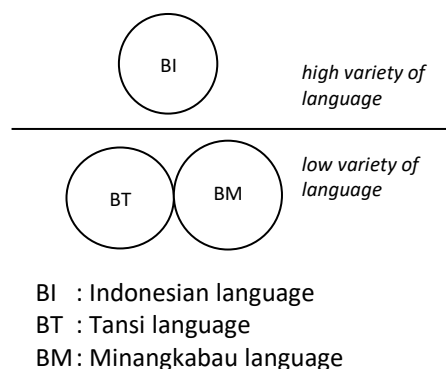 BI
high variety of
language
low variety of
language
BT
BM
BI : Indonesian language
BT : Tansi language
BM : Minangkabau language